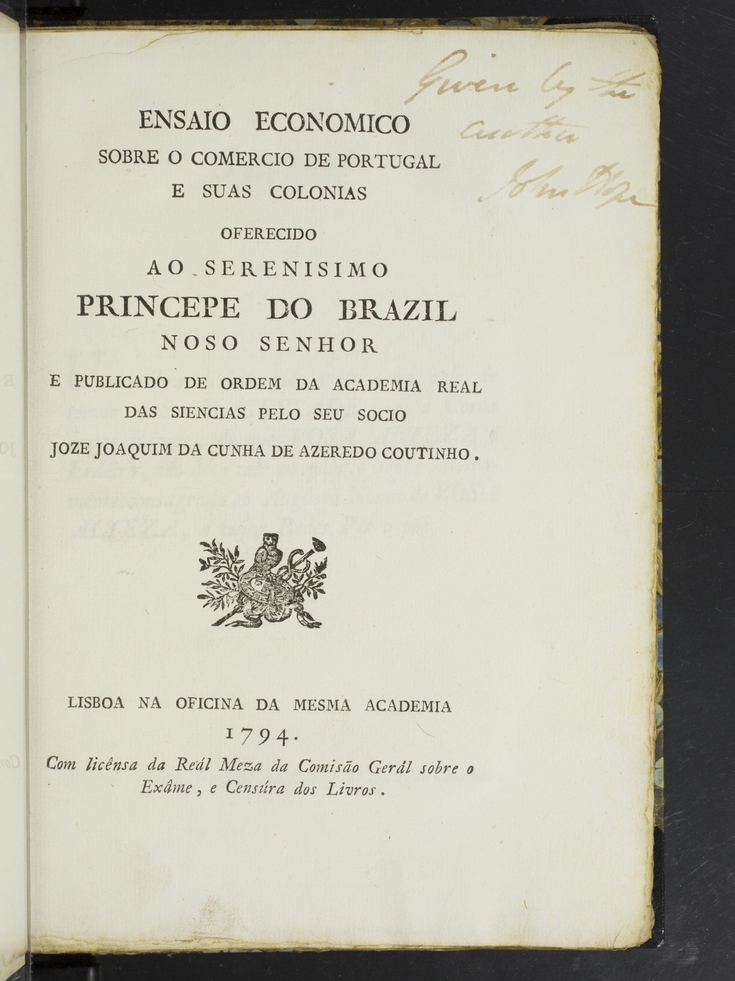 Given by the
author
John Hope
ENSAIO ECONOMICO
SOBRE O COMERCIO DE PORTUGAL
E SUAS COLONIAS
OFERECIDO
AO SERENISIMO
PRINCEPE DO BRAZIL
NOSO SENHOR
E PUBLICADO DE ORDEM DA ACADEMIA REAL
DAS SIENCIAS PELO SEU SOCIO
JOZE JOAQUIM DA CUNHA DE AZEREDO COUTINHO.
LISBOA NA OFICINA DA MESMA ACADEMIA
1794.
Com licênsa da Reál Meza da Comisão Gerál sobre o
Exâme, e Censúra dos Livros.